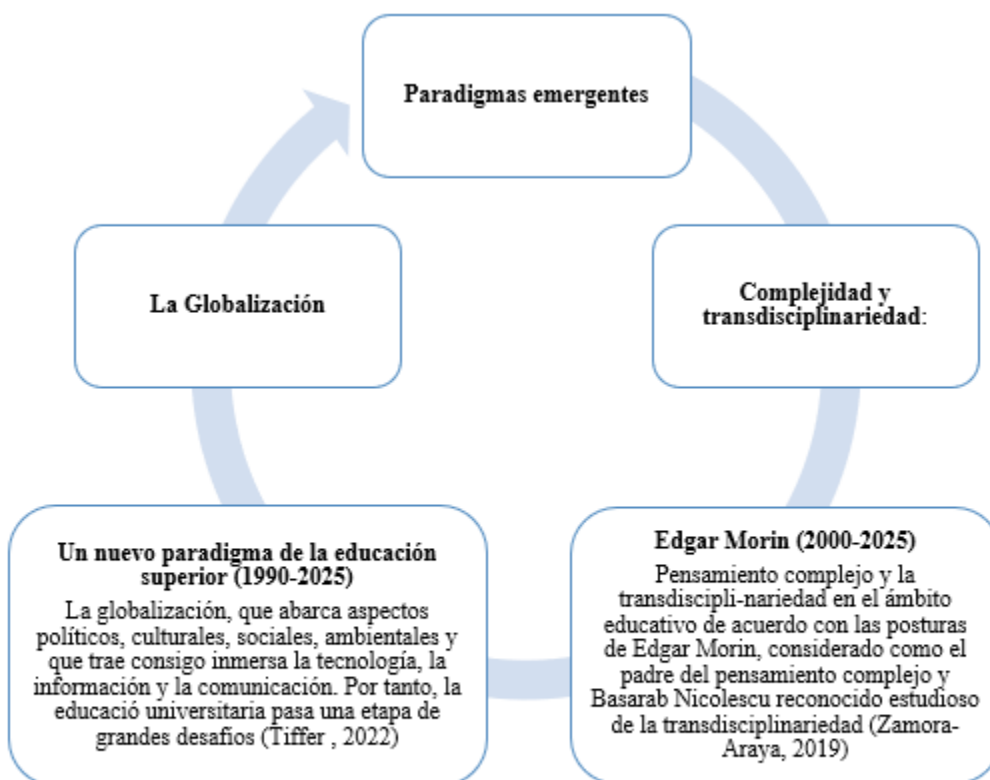 Paradigmas emergentes
La Globalización
Complejidad y
transdisciplinariedad:
Un nuevo paradigma de la educación
superior (1990-2025)
La globalización, que abarca aspectos
políticos, culturales, sociales, ambientales y
que trae consigo inmersa la tecnología, la
información y la comunicación. Por tanto, la
educació universitaria pasa una etapa de
grandes desafíos (Tiffer , 2022)
Edgar Morin (2000-2025)
Pensamiento complejo y la
transdiscipli-nariedad en el ámbito
educativo de acuerdo con las posturas
de Edgar Morin, considerado como el
padre del pensamiento complejo y
Basarab Nicolescu reconocido estudioso
de la transdisciplinariedad (Zamora-
Araya, 2019)